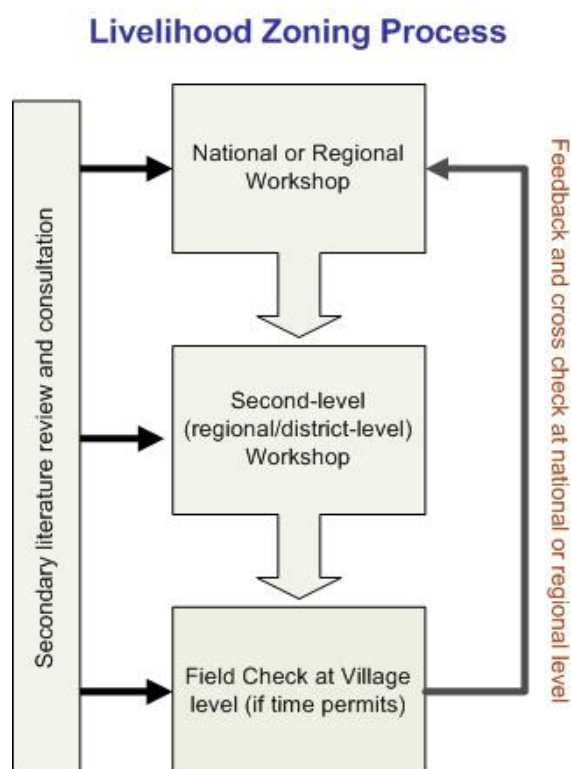 Livelihood Zoning Process
Secondary literature review and consultation
National or Regional
Workshop
Second-level
(regional/district-level)
Workshop
Field Check at Village
level (if time permits)
Feedback and cross check at national or regional level